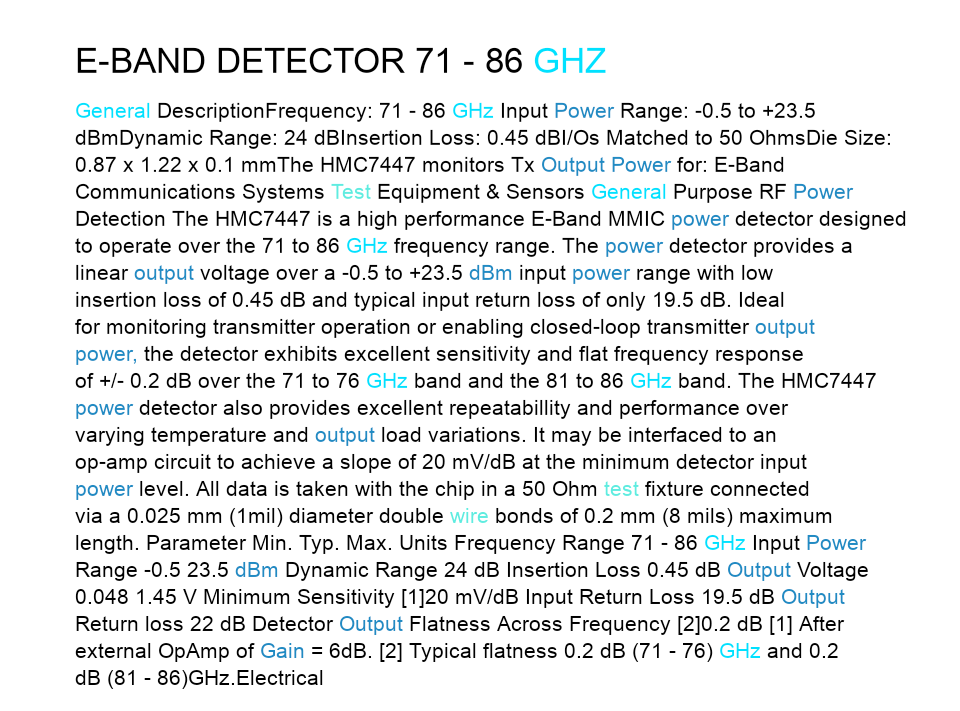 E-BAND DETECTOR 71 - 86 GHZ
General DescriptionFrequency: 71 - 86 GHz Input Power Range: -0.5 to +23.5
dBmDynamic Range: 24 dBInsertion Loss: 0.45 dBI/Os Matched to 50 OhmsDie Size:
0.87 x 1.22 x 0.1 mmThe HMC7447 monitors Tx Output Power for: E-Band
Communications Systems Test Equipment & Sensors General Purpose RF Power
Detection The HMC7447 is a high performance E-Band MMIC power detector designed
to operate over the 71 to 86 GHz frequency range. The power detector provides a
linear output voltage over a -0.5 to +23.5 dBm input power range with low
insertion loss of 0.45 dB and typical input return loss of only 19.5 dB. Ideal
for monitoring transmitter operation or enabling closed-loop transmitter output
power, the detector exhibits excellent sensitivity and flat frequency response
of +/- 0.2 dB over the 71 to 76 GHz band and the 81 to 86 GHz band. The HMC7447
power detector also provides excellent repeatabillity and performance over
varying temperature and output load variations. It may be interfaced to an
op-amp circuit to achieve a slope of 20 mV/dB at the minimum detector input
power level. All data is taken with the chip in a 50 Ohm test fixture connected
via a 0.025 mm (1mil) diameter double wire bonds of 0.2 mm (8 mils) maximum
length. Parameter Min. Typ. Max. Units Frequency Range 71 - 86 GHz Input Power
Range -0.5 23.5 dBm Dynamic Range 24 dB Insertion Loss 0.45 dB Output Voltage
0.048 1.45 V Minimum Sensitivity [1]20 mV/dB Input Return Loss 19.5 dB Output
Return loss 22 dB Detector Output Flatness Across Frequency [2]0.2 dB [1] After
external OpAmp of Gain = 6dB. [2] Typical flatness 0.2 dB (71 - 76) GHz and 0.2
dB (81 - 86)GHz.Electrical